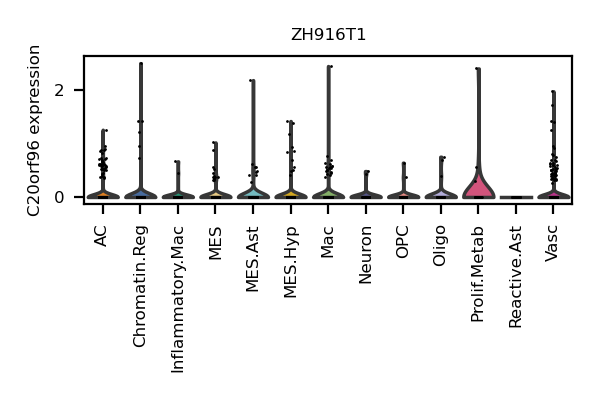 ZH916T1
C20orf96 expression
2
0
AC
Chromatin.Reg
Inflammatory.Mac
MES
MES.Ast
MES.Hyp
Mac
Neuron
OPC
Oligo
Prolif.Metab
Reactive.Ast
Vasc